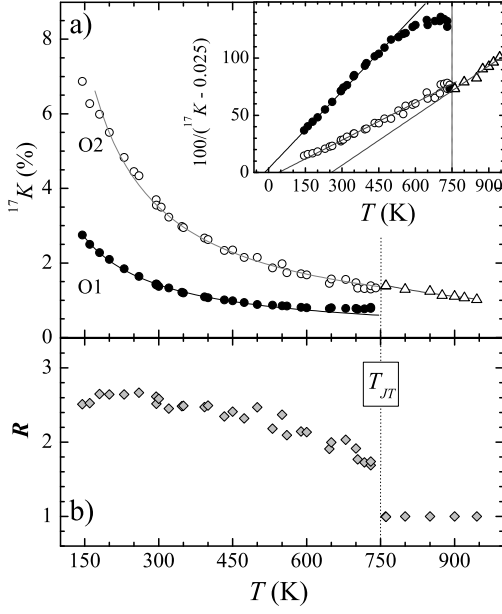 a)
8
6
4
2
0
¹⁷K (%)
O2
O1
100/(¹⁷K - 0.025)
100
50
0
0 150 300 450 600 750 900
T (K)
T_JT
3
2
1
R
b)
150 300 450 600 750 900
T (K)